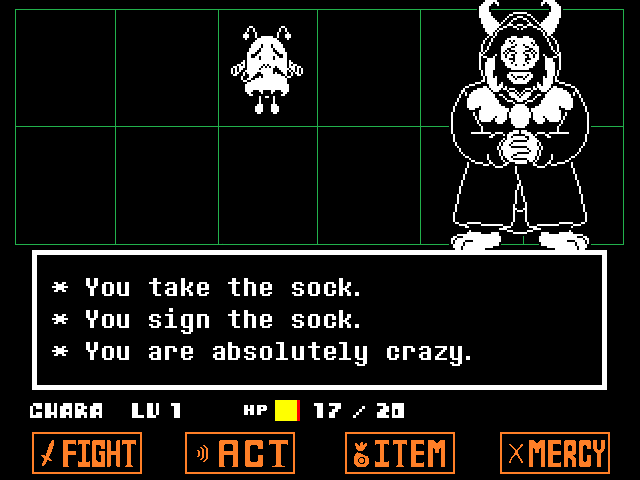 * You take the sock.
* You sign the sock.
* You are absolutely crazy.
CHARA LV 1 HP 17 / 20
FIGHT ACT ITEM MERCY